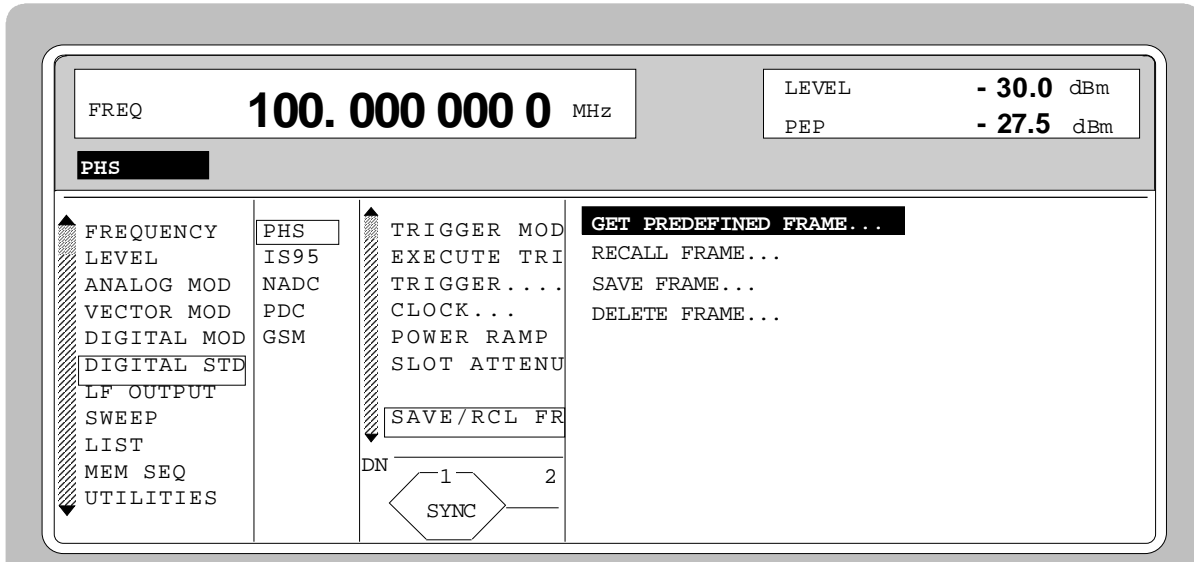 FREQ 100. 000 000 0 MHz
LEVEL - 30.0 dBm
PEP - 27.5 dBm
PHS
FREQUENCY
LEVEL
ANALOG MOD
VECTOR MOD
DIGITAL MOD
DIGITAL STD
LF OUTPUT
SWEEP
LIST
MEM SEQ
UTILITIES
PHS
IS95
NADC
PDC
GSM
TRIGGER MOD
EXECUTE TRI
TRIGGER....
CLOCK...
POWER RAMP
SLOT ATTENU
SAVE/RCL FR
DN 1 2
SYNC
GET PREDEFINED FRAME...
RECALL FRAME...
SAVE FRAME...
DELETE FRAME...